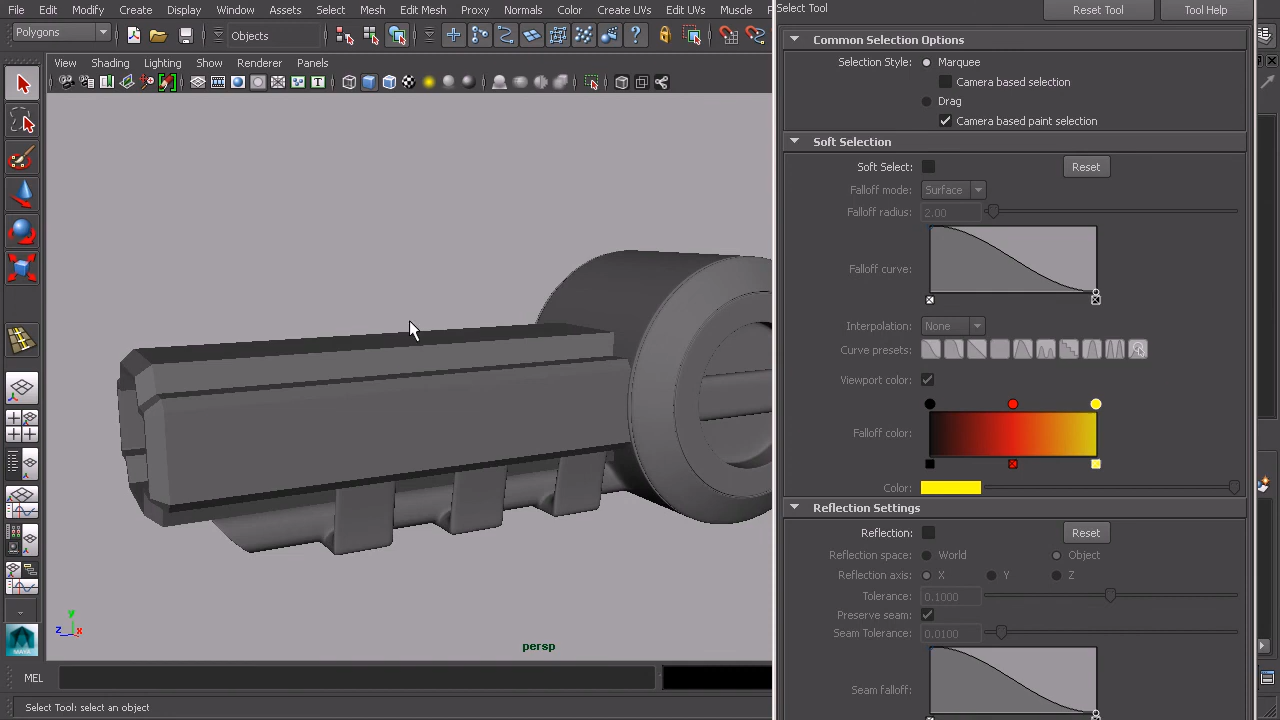 File Edit Modify Create Display Window Assets Select Mesh Edit Mesh Proxy Normals Color Create UVs Edit UVs Muscle
Select Tool
Reset Tool Tool Help
Polygons Objects
Common Selection Options
View Shading Lighting Show Renderer Panels
Selection Style: Marquee
Camera based selection
Drag
Camera based paint selection
Soft Selection
Soft Select: Reset
Falloff mode: Surface
Falloff radius: 2.00
Falloff curve:
Interpolation: None
Curve presets:
Viewport color:
Falloff color:
Color:
Reflection Settings
Reflection: Reset
Reflection space: World Object
Reflection axis: X Y Z
Tolerance: 0.1000
Preserve seam:
Seam Tolerance: 0.0100
Seam falloff:
y
z x
persp
MAYA
MEL
Select Tool: select an object